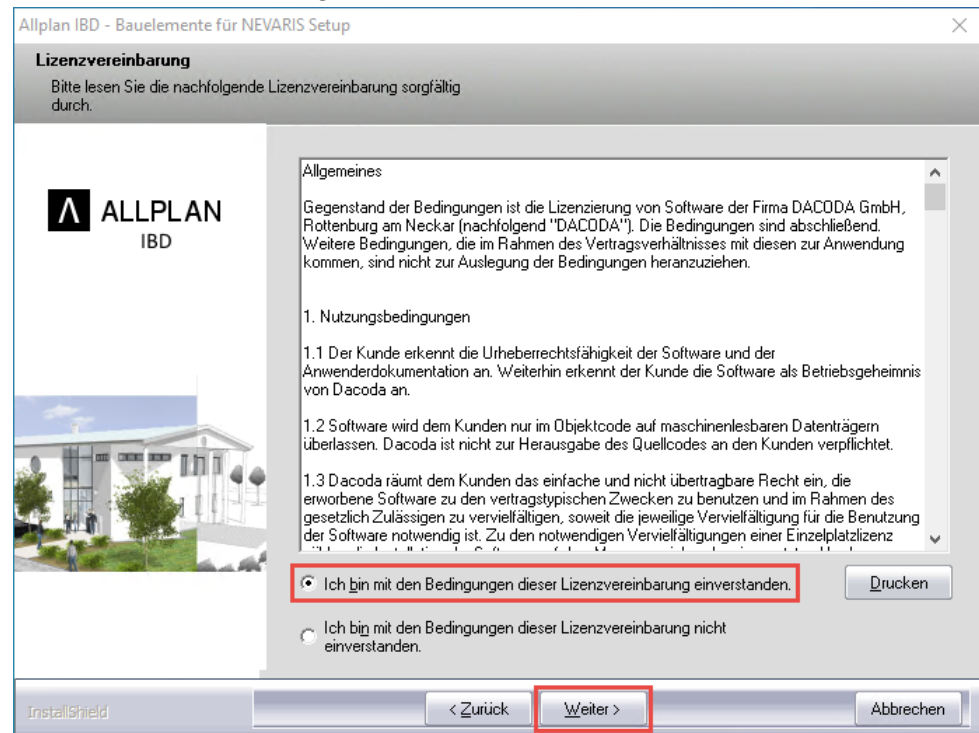 Allplan IBD - Bauelemente für NEVARIS Setup
Lizenzvereinbarung
Bitte lesen Sie die nachfolgende Lizenzvereinbarung sorgfältig
durch.
ALLPLAN
IBD
Allgemeines
Gegenstand der Bedingungen ist die Lizenzierung von Software der Firma DACODA GmbH,
Rottenburg am Neckar (nachfolgend "DACODA"). Die Bedingungen sind abschließend.
Weitere Bedingungen, die im Rahmen des Vertragsverhältnisses mit diesen zur Anwendung
kommen, sind nicht zur Auslegung der Bedingungen heranzuziehen.
1. Nutzungsbedingungen
1.1 Der Kunde erkennt die Urheberrechtsfähigkeit der Software und der
Anwenderdokumentation an. Weiterhin erkennt der Kunde die Software als Betriebsgeheimnis
von Dacoda an.
1.2 Software wird dem Kunden nur im Objektcode auf maschinenlesbaren Datenträgern
überlassen. Dacoda ist nicht zur Herausgabe des Quellcodes an den Kunden verpflichtet.
1.3 Dacoda räumt dem Kunden das einfache und nicht übertragbare Recht ein, die
erworbene Software zu den vertragstypischen Zwecken zu benutzen und im Rahmen des
gesetzlich Zulässigen zu vervielfältigen, soweit die jeweilige Vervielfältigung für die Benutzung
der Software notwendig ist. Zu den notwendigen Vervielfältigungen einer Einzelplatzlizenz
Ich bin mit den Bedingungen dieser Lizenzvereinbarung einverstanden.
Drucken
Ich bin mit den Bedingungen dieser Lizenzvereinbarung nicht
einverstanden.
InstallShield
< Zurück
Weiter >
Abbrechen